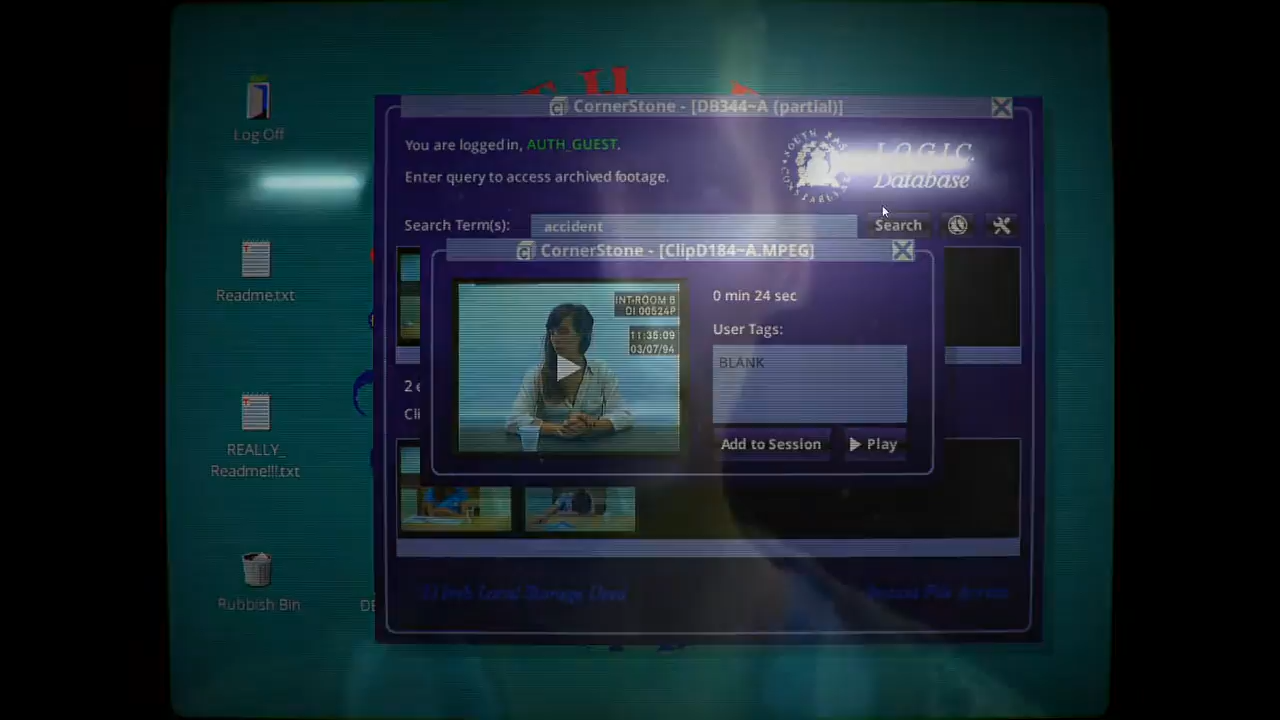 CornerStone - [DB344~A (partial)]
Log Off
You are logged in, AUTH_GUEST.
L.O.G.I.C.
Database
Enter query to access archived footage.
Search Term(s):
accident
Search
CornerStone - [ClipD184~A.MPEG]
Readme.txt
INT-ROOM 6
DI 00524P
11:35:09
03/07/94
0 min 24 sec
User Tags:
BLANK
Add to Session
Play
REALLY_
Readme!!!.txt
Rubbish Bin